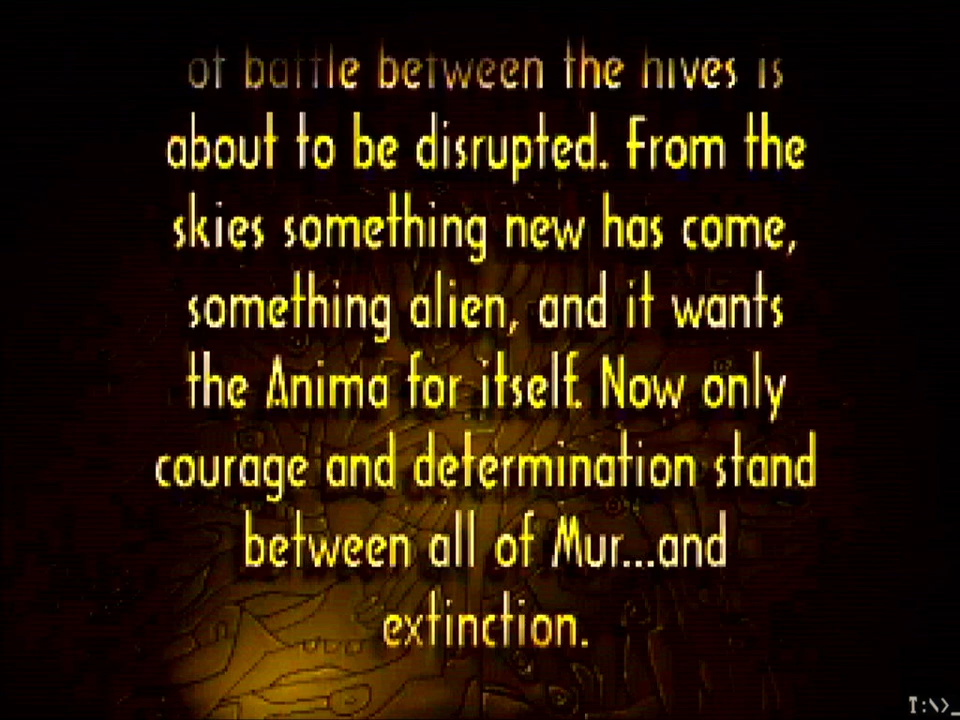 of battle between the hives is
about to be disrupted. From the
skies something new has come,
something alien, and it wants
the Anima for itself. Now only
courage and determination stand
between all of Mur...and
extinction.
T:\>_